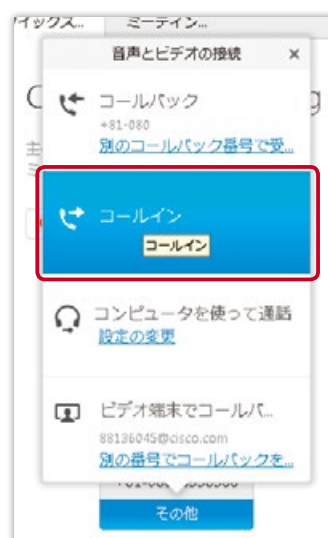 ミーティン...
音声とビデオの接続 ×
コールバック
+81-080
別のコールバック番号で受...
コールイン
コールイン
コンピュータを使って通話
設定の変更
ビデオ端末でコールバ...
88136045@cisco.com
別の番号でコールバックを...
その他